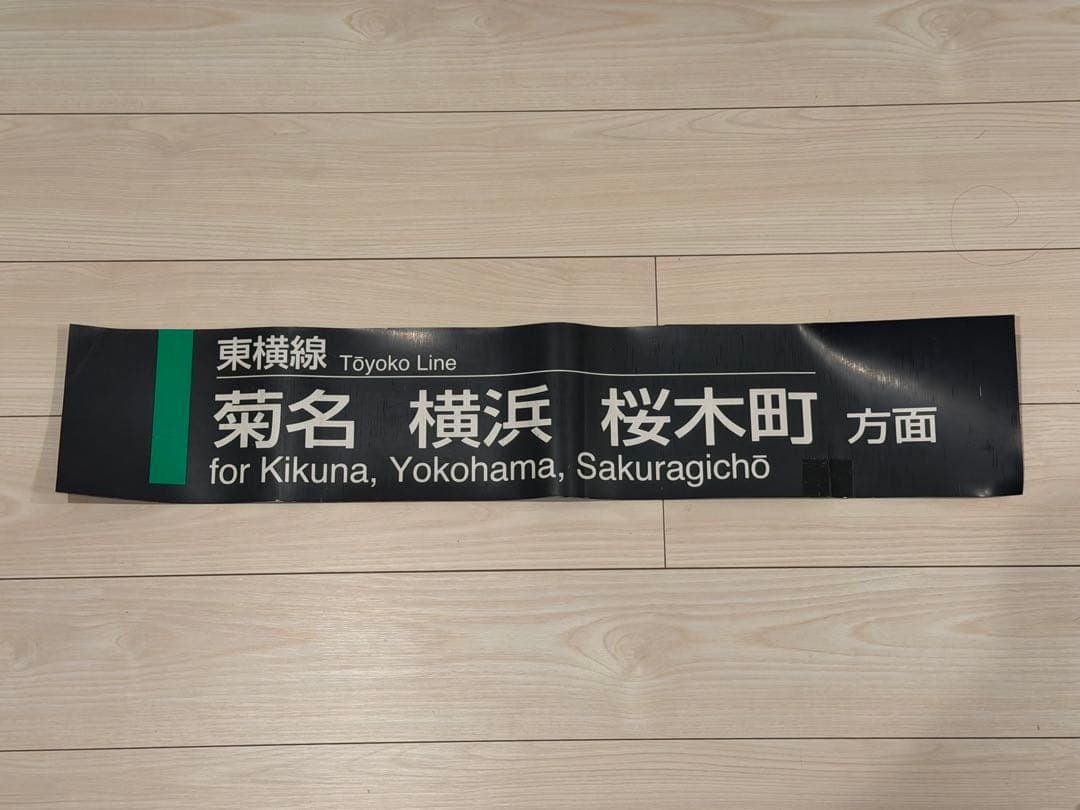 東横線 Tōyoko Line
菊名 横浜 桜木町 方面
for Kikuna, Yokohama, Sakuragichō